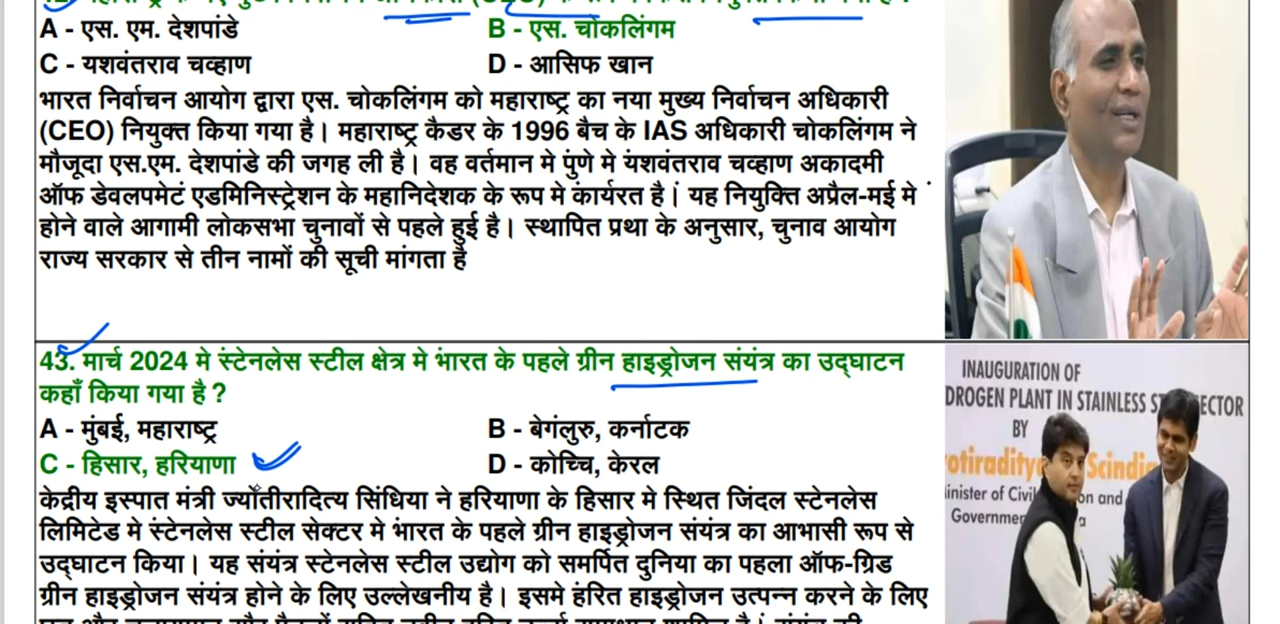 A - एस. एम. देशपांडे
B - एस. चोकलिंगम
C - यशवंतराव चव्हाण
D - आसिफ खान
भारत निर्वाचन आयोग द्वारा एस. चोकलिंगम को महाराष्ट्र का नया मुख्य निर्वाचन अधिकारी
(CEO) नियुक्त किया गया है। महाराष्ट्र कैडर के 1996 बैच के IAS अधिकारी चोकलिंगम ने
मौजूदा एस.एम. देशपांडे की जगह ली है। वह वर्तमान मे पुंणे मे यशवंतराव चव्हाण अकादमी
ऑफ डेवलपमेटं एडमिनिस्ट्रेशन के महानिदेशक के रूप मे कार्यरत है। यह नियुक्ति अप्रैल-मई मे
होने वाले आगामी लोकसभा चुनावों से पहले हुई है। स्थापित प्रथा के अनुसार, चुनाव आयोग
राज्य सरकार से तीन नामों की सूची मांगता है
43. मार्च 2024 मे स्टेनलेस स्टील क्षेत्र मे भारत के पहले ग्रीन हाइड्रोजन संयंत्र का उद्घाटन
कहाँ किया गया है ?
A - मुंबई, महाराष्ट्र
B - बेगंलुरु, कर्नाटक
C - हिसार, हरियाणा
D - कोच्चि, केरल
केद्रीय इस्पात मंत्री ज्योतीरादित्य सिंधिया ने हरियाणा के हिसार मे स्थित जिंदल स्टेनलेस
लिमिटेड मे स्टेनलेस स्टील सेक्टर मे भारत के पहले ग्रीन हाइड्रोजन संयंत्र का आभासी रूप से
उद्घाटन किया। यह संयंत्र स्टेनलेस स्टील उद्योग को समर्पित दुनिया का पहला ऑफ-ग्रिड
ग्रीन हाइड्रोजन संयंत्र होने के लिए उल्लेखनीय है। इसमे हरित हाइड्रोजन उत्पन्न करने के लिए
INAUGURATION OF
DROGEN PLANT IN STAINLESS ECTOR
BY
Scindi
Governme